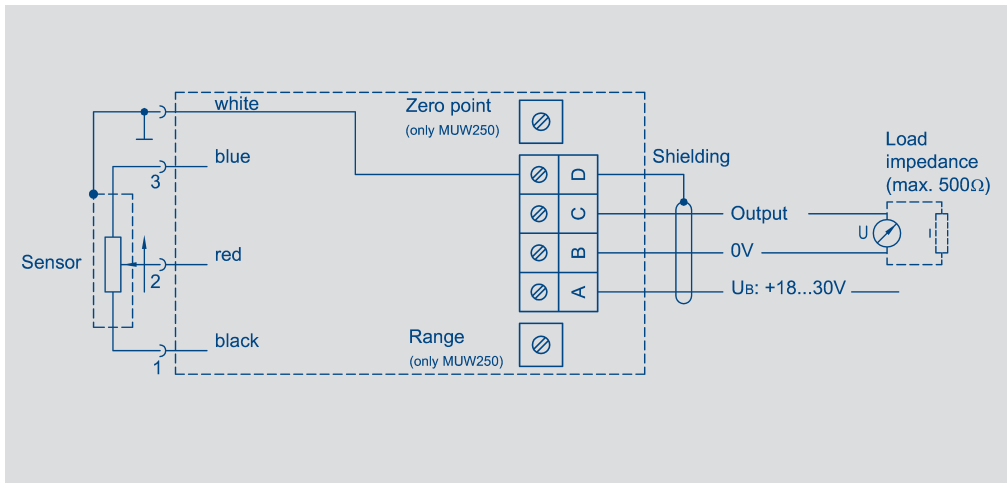 white
Zero point
(only MUW250)
blue
3
Sensor
red
2
black
1
Range
(only MUW250)
D
C
B
A
Shielding
Output
0V
UB: +18...30V
Load
impedance
(max. 500Ω)
U
I